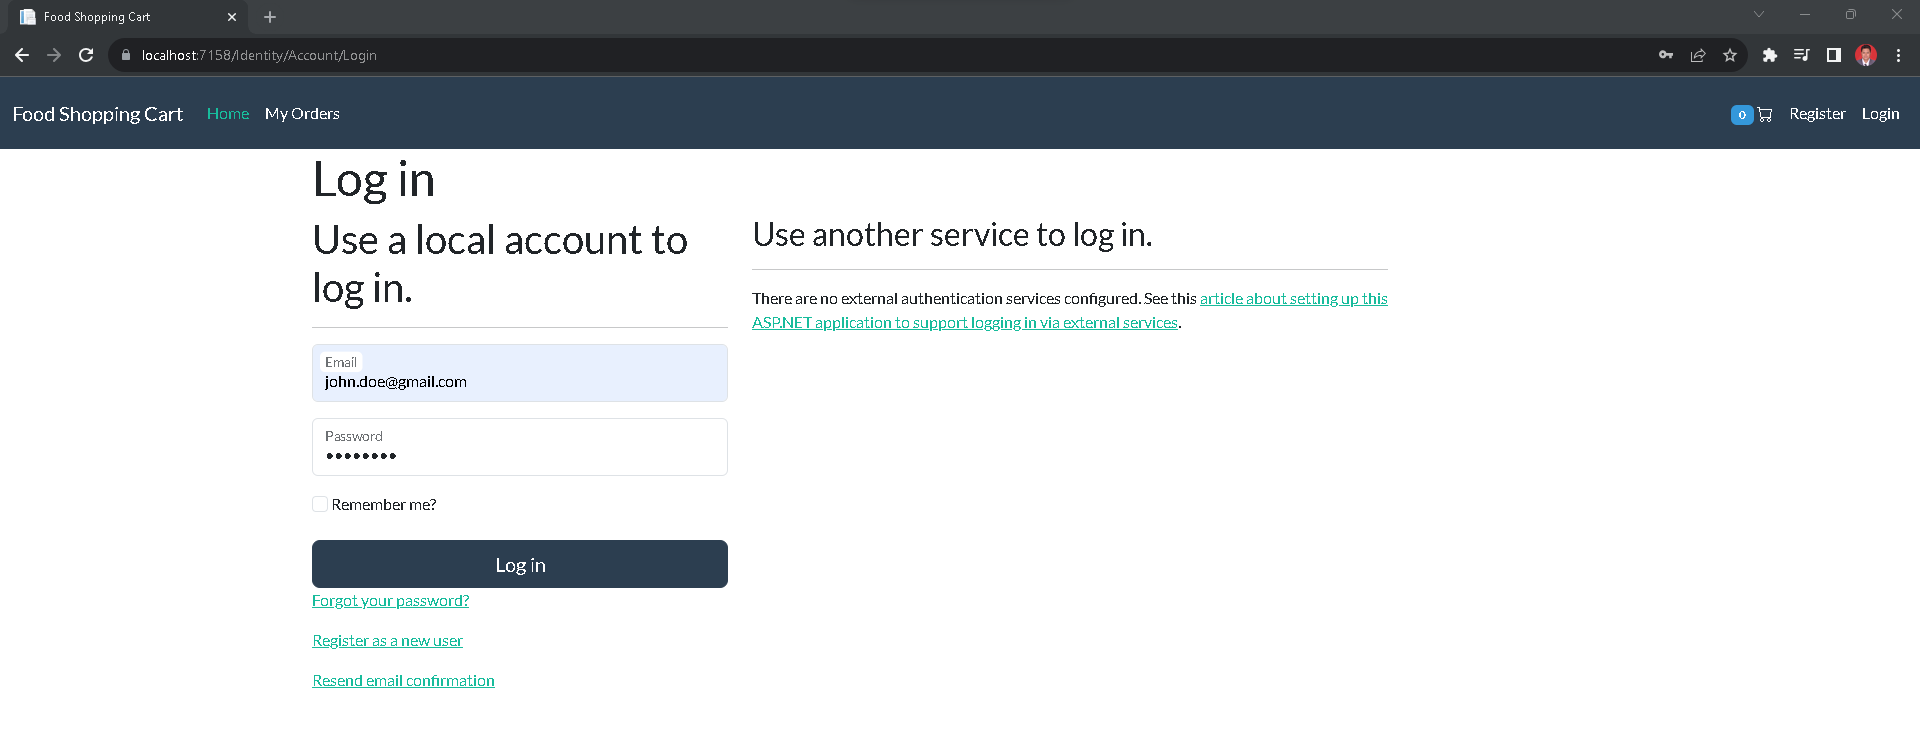 Food Shopping Cart
localhost:7158/Identity/Account/Login
Food Shopping Cart Home My Orders 0 Register Login
Log in
Use a local account to
log in.
Email
john.doe@gmail.com
Password
••••••••
Remember me?
Log in
Forgot your password?
Register as a new user
Resend email confirmation
Use another service to log in.
There are no external authentication services configured. See this article about setting up this
ASP.NET application to support logging in via external services.